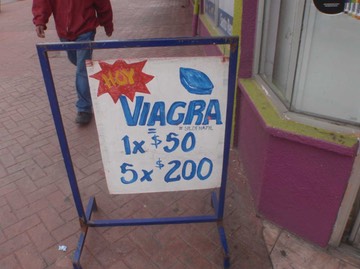 HOY
VIAGRA
=
1x $50
5x $200